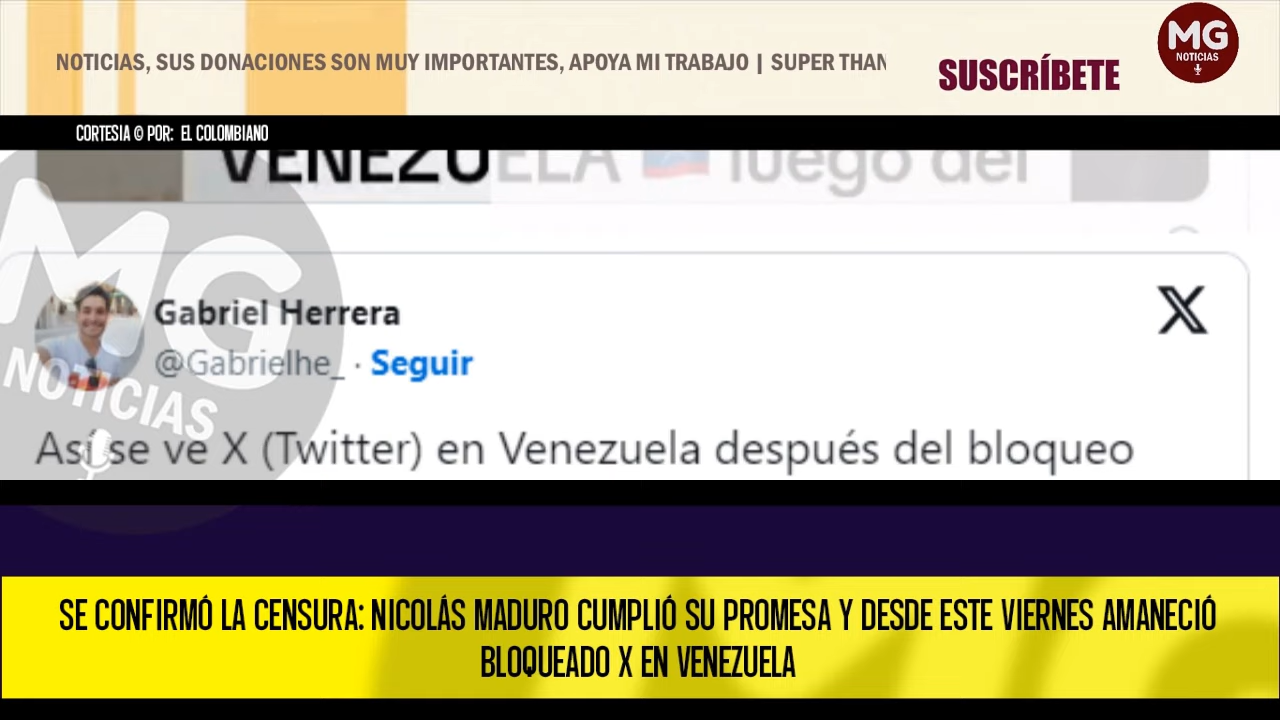 NOTICIAS, SUS DONACIONES SON MUY IMPORTANTES, APOYA MI TRABAJO | SUPER THAN
SUSCRÍBETE
MG
NOTICIAS
CORTESIA © POR: EL COLOMBIANO
VENEZUELA luego del
MG
NOTICIAS
Gabriel Herrera
@Gabrielhe_ · Seguir
X
Así se ve X (Twitter) en Venezuela después del bloqueo
SE CONFIRMÓ LA CENSURA: NICOLÁS MADURO CUMPLIÓ SU PROMESA Y DESDE ESTE VIERNES AMANECIÓ
BLOQUEADO X EN VENEZUELA